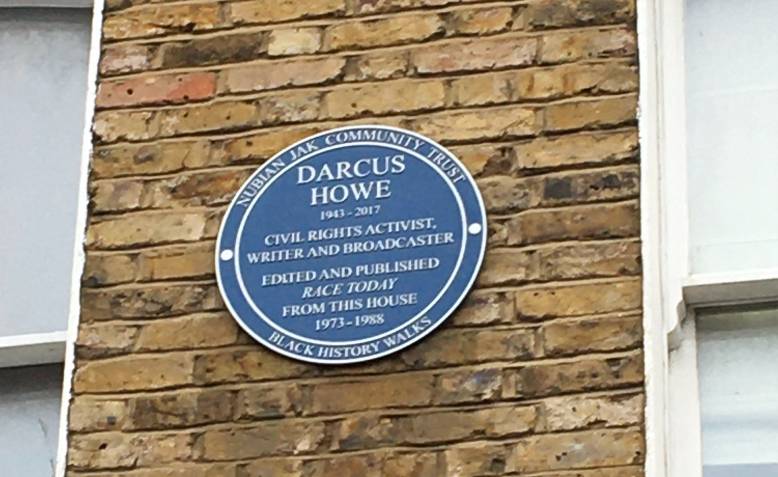 NUBIAN JAK COMMUNITY TRUST
DARCUS
HOWE
1943 - 2017
CIVIL RIGHTS ACTIVIST,
WRITER AND BROADCASTER
EDITED AND PUBLISHED
RACE TODAY
FROM THIS HOUSE
1973 - 1988
BLACK HISTORY WALKS